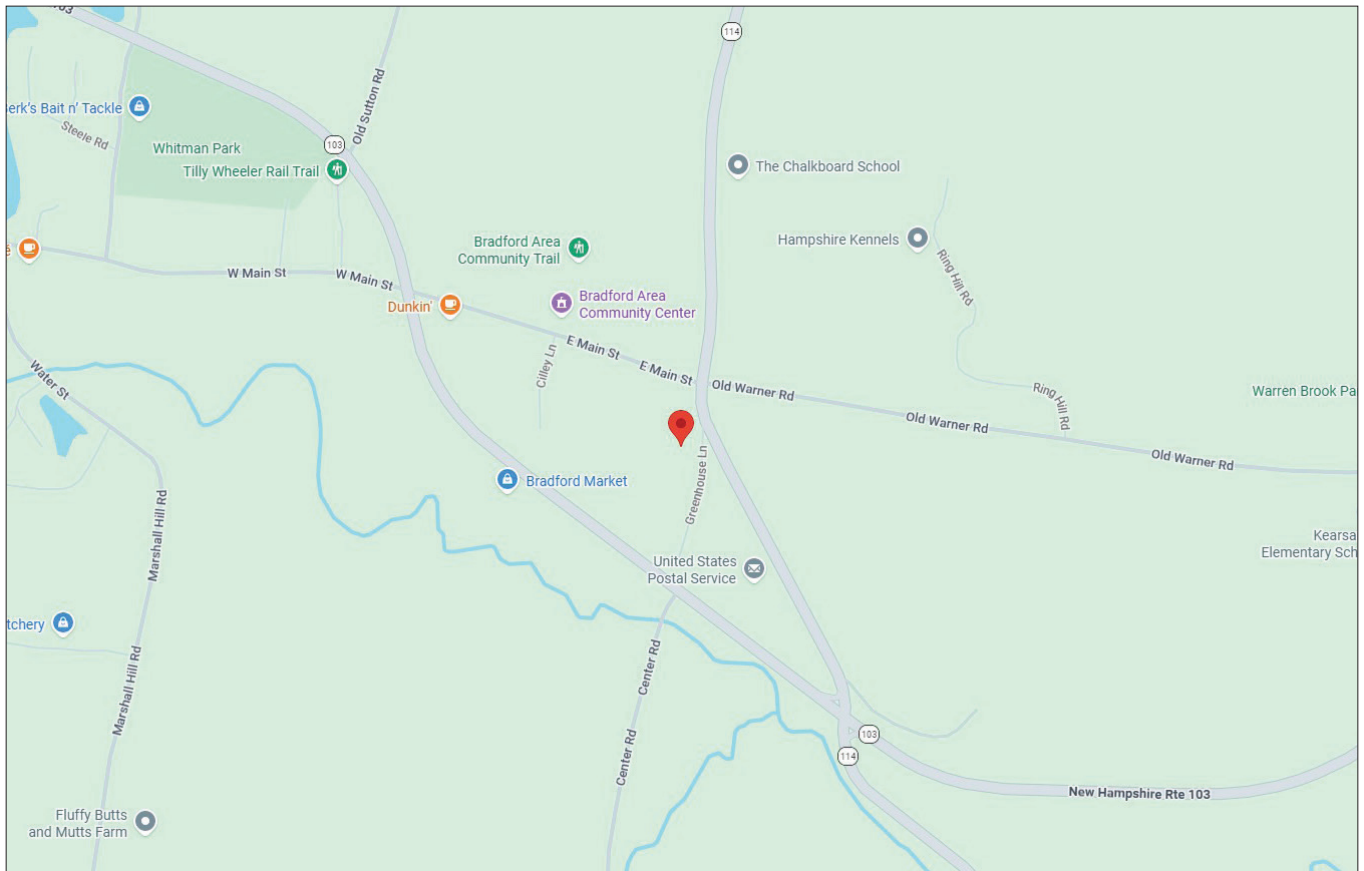 103
114
Old Sutton Rd
erk's Bait n' Tackle
Steele Rd
103
Whitman Park
Tilly Wheeler Rail Trail
The Chalkboard School
Bradford Area
Community Trail
Hampshire Kennels
Ring Hill Rd
W Main St
W Main St
Dunkin'
Bradford Area
Community Center
E Main St
Cilley Ln
E Main St
Old Warner Rd
Ring Hill Rd
Warren Brook Pa
Old Warner Rd
Old Warner Rd
Water St
Greenhouse Ln
Bradford Market
Marshall Hill Rd
Kearsa
Elementary Sch
United States
Postal Service
tchery
Marshall Hill Rd
Center Rd
Center Rd
103
114
New Hampshire Rte 103
Fluffy Butts
and Mutts Farm